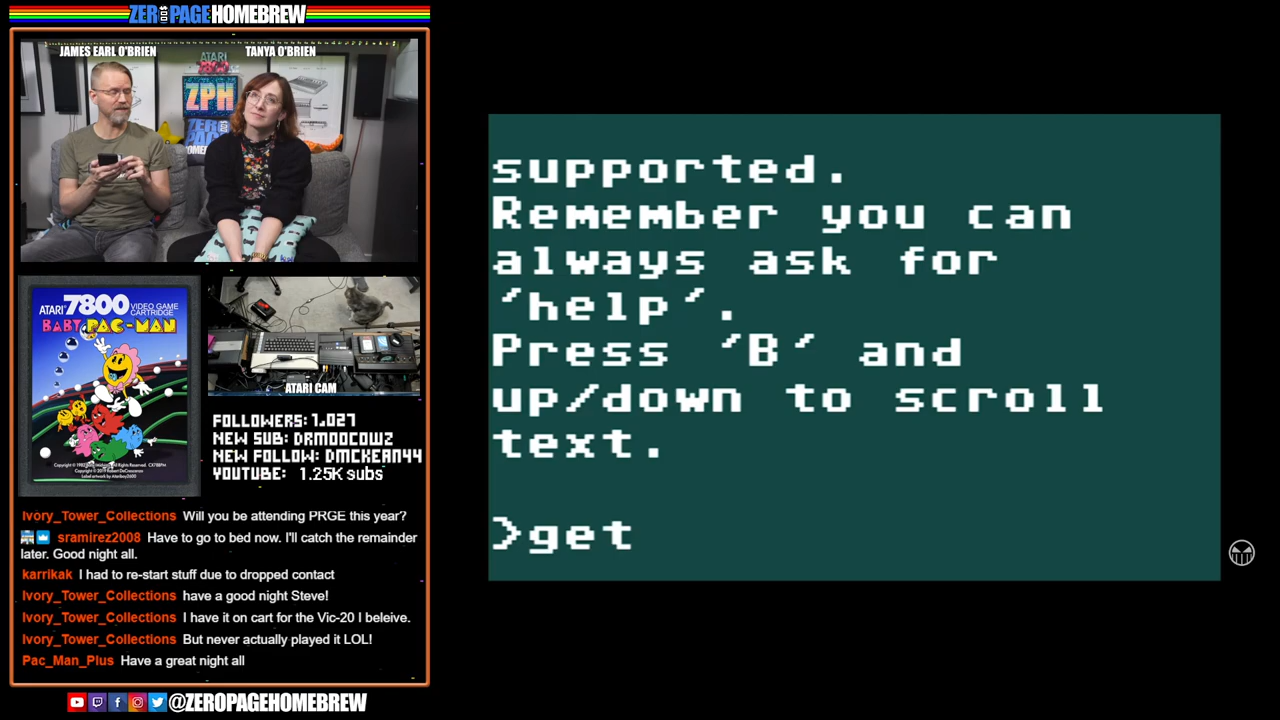 ZEROPAGEHOMEBREW
JAMES EARL O'BRIEN
TANYA O'BRIEN
ATARI
ZPH
ZERO
PAGE
ATARI 7800 VIDEO GAME
CARTRIDGE
BABY PAC-MAN
ATARI CAM
FOLLOWERS: 1,027
NEW SUB: DRMOOCOWZ
NEW FOLLOW: DMCKEAN44
YOUTUBE: 1.25K subs
Ivory_Tower_Collections Will you be attending PRGE this year?
sramirez2008 Have to go to bed now. I'll catch the remainder
later. Good night all.
karrikak I had to re-start stuff due to dropped contact
Ivory_Tower_Collections have a good night Steve!
Ivory_Tower_Collections I have it on cart for the Vic-20 I beleive.
Ivory_Tower_Collections But never actually played it LOL!
Pac_Man_Plus Have a great night all
@ZEROPAGEHOMEBREW
supported.
Remember you can
always ask for
'help'.
Press 'B' and
up/down to scroll
text.
>get